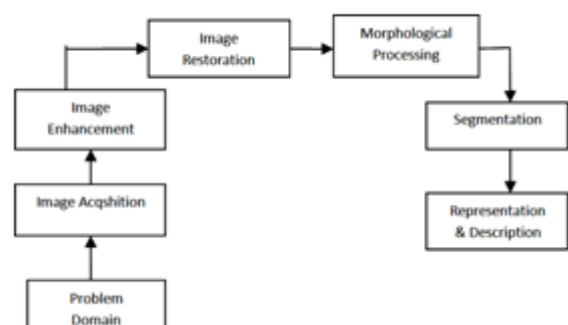 Problem
Domain
Image Acqshition
Image
Enhancement
Image
Restoration
Morphological
Processing
Segmentation
Representation
& Description